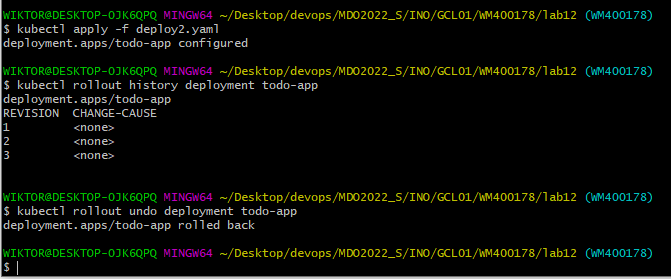 WIKTOR@DESKTOP-OJK6QPQ MINGW64 ~/Desktop/devops/MDO2022_S/INO/GCL01/WM400178/lab12 (WM400178)
$ kubectl apply -f deploy2.yaml
deployment.apps/todo-app configured
WIKTOR@DESKTOP-OJK6QPQ MINGW64 ~/Desktop/devops/MDO2022_S/INO/GCL01/WM400178/lab12 (WM400178)
$ kubectl rollout history deployment todo-app
deployment.apps/todo-app
REVISION  CHANGE-CAUSE
1         <none>
2         <none>
3         <none>
WIKTOR@DESKTOP-OJK6QPQ MINGW64 ~/Desktop/devops/MDO2022_S/INO/GCL01/WM400178/lab12 (WM400178)
$ kubectl rollout undo deployment todo-app
deployment.apps/todo-app rolled back
WIKTOR@DESKTOP-OJK6QPQ MINGW64 ~/Desktop/devops/MDO2022_S/INO/GCL01/WM400178/lab12 (WM400178)
$